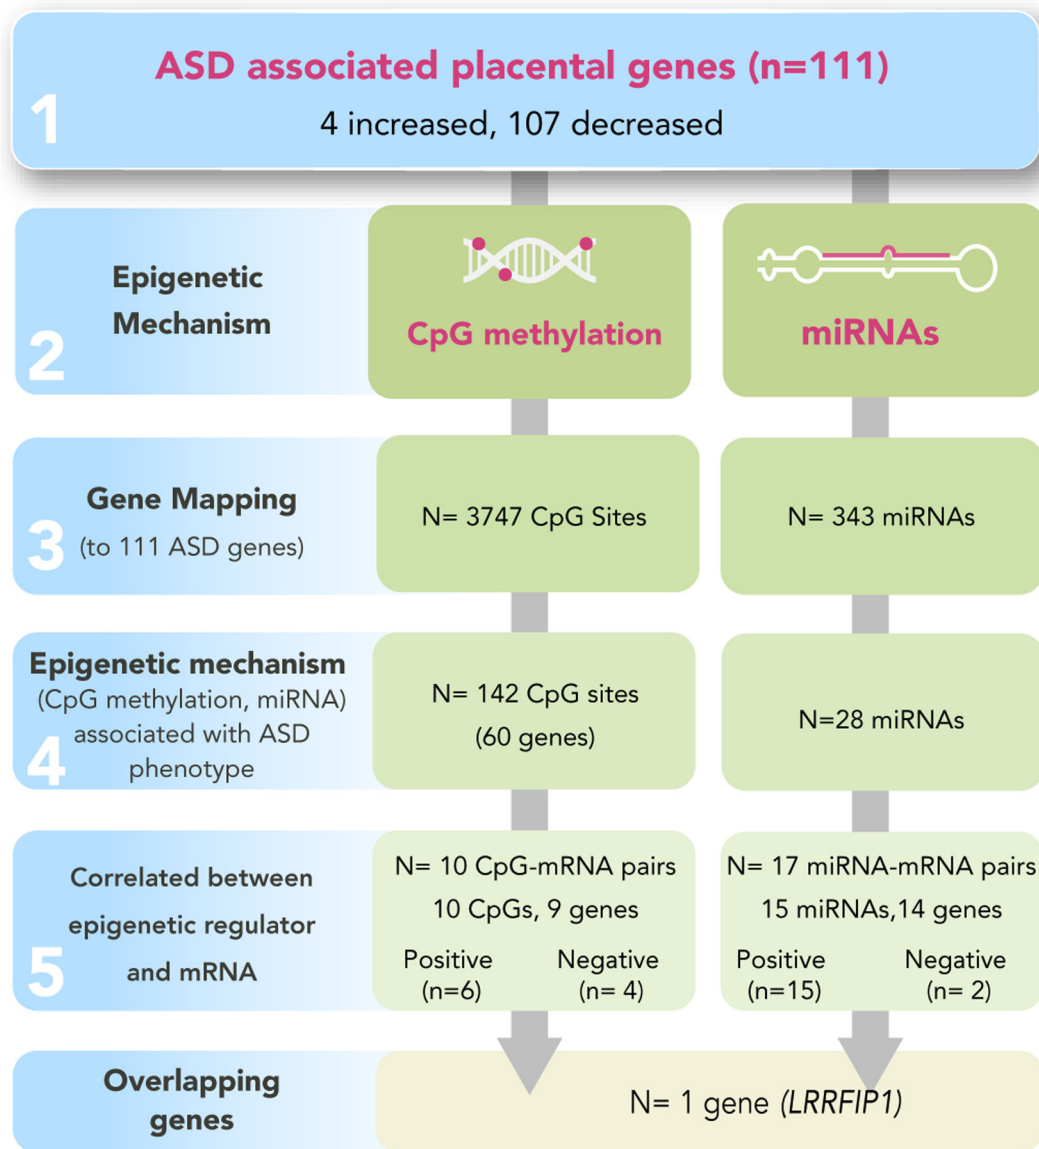 ASD associated placental genes (n=111)
1
4 increased, 107 decreased
Epigenetic
Mechanism
2
CpG methylation
miRNAs
Gene Mapping
(to 111 ASD genes)
3
N= 3747 CpG Sites
N= 343 miRNAs
Epigenetic mechanism
(CpG methylation, miRNA)
associated with ASD
phenotype
4
N= 142 CpG sites
(60 genes)
N=28 miRNAs
Correlated between
epigenetic regulator
and mRNA
5
N= 10 CpG-mRNA pairs
10 CpGs, 9 genes
Positive Negative
(n=6) (n= 4)
N= 17 miRNA-mRNA pairs
15 miRNAs,14 genes
Positive Negative
(n=15) (n= 2)
Overlapping
genes
N= 1 gene (LRRFIP1)